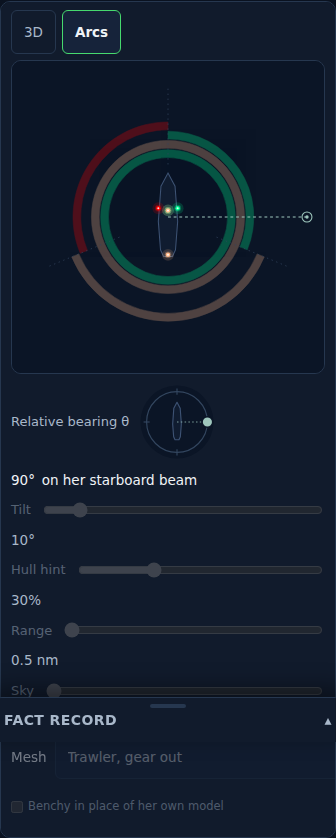 3D Arcs
Relative bearing θ
90° on her starboard beam
Tilt
10°
Hull hint
30%
Range
0.5 nm
Sky
FACT RECORD ▲
Mesh Trawler, gear out
Benchy in place of her own model